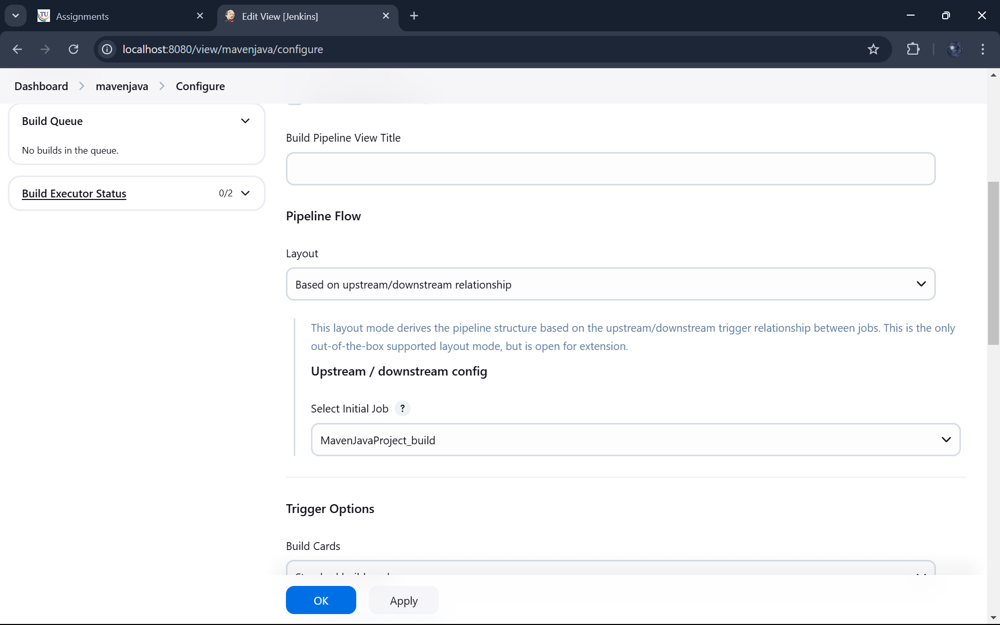 TU
Assignments
Edit View [Jenkins]
localhost:8080/view/mavenjava/configure
Dashboard
mavenjava
Configure
Build Queue
No builds in the queue.
Build Executor Status
0/2
Build Pipeline View Title
Pipeline Flow
Layout
Based on upstream/downstream relationship
This layout mode derives the pipeline structure based on the upstream/downstream trigger relationship between jobs. This is the only
out-of-the-box supported layout mode, but is open for extension.
Upstream / downstream config
Select Initial Job ?
MavenJavaProject_build
Trigger Options
Build Cards
OK
Apply